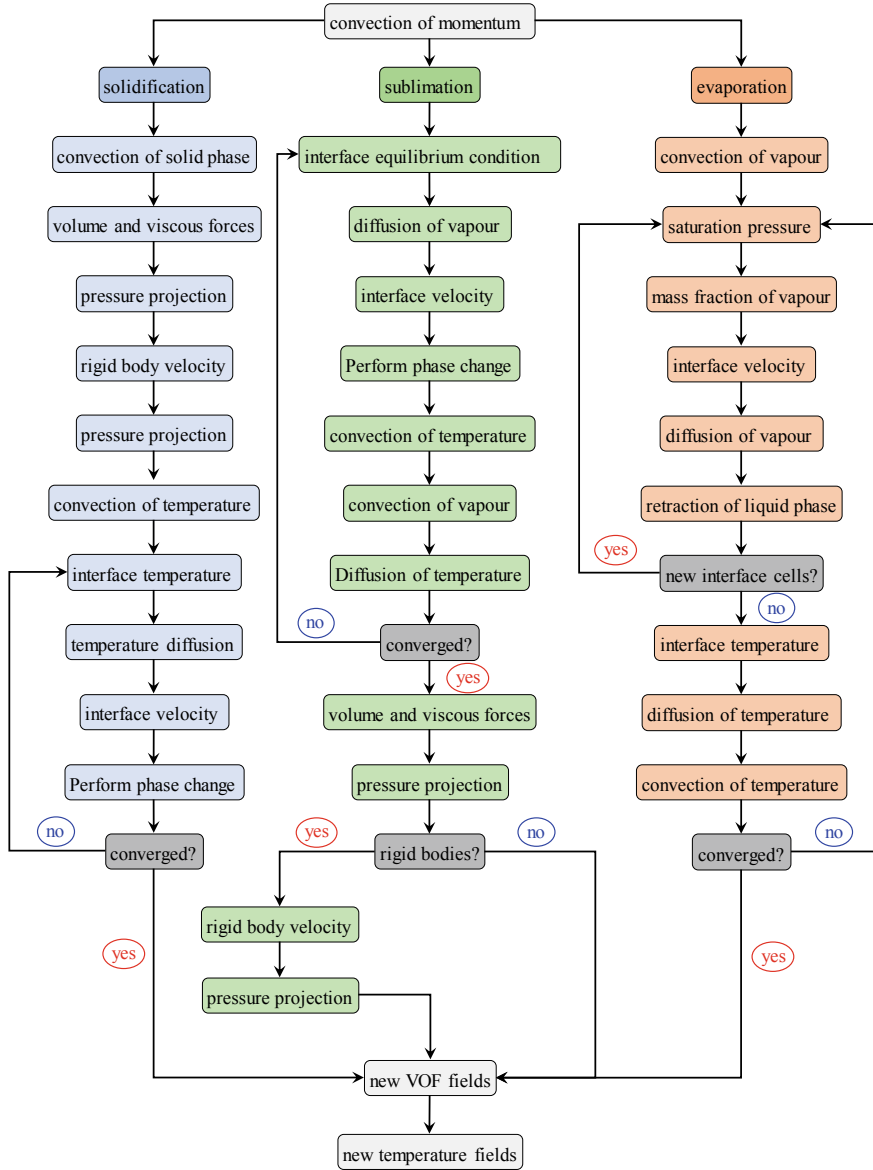 convection of momentum
solidification
convection of solid phase
volume and viscous forces
pressure projection
rigid body velocity
pressure projection
convection of temperature
interface temperature
temperature diffusion
interface velocity
Perform phase change
no
converged?
yes
sublimation
interface equilibrium condition
diffusion of vapour
interface velocity
Perform phase change
convection of temperature
convection of vapour
Diffusion of temperature
no
converged?
yes
volume and viscous forces
pressure projection
yes
rigid bodies?
no
rigid body velocity
pressure projection
evaporation
convection of vapour
saturation pressure
mass fraction of vapour
interface velocity
diffusion of vapour
retraction of liquid phase
yes
new interface cells?
no
interface temperature
diffusion of temperature
convection of temperature
converged?
no
yes
new VOF fields
new temperature fields